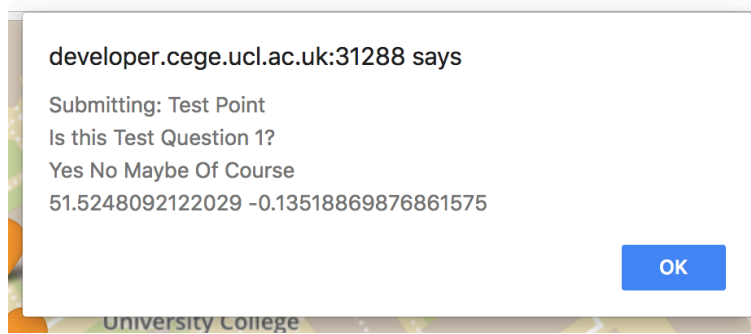 developer.cege.ucl.ac.uk:31288 says
Submitting: Test Point
Is this Test Question 1?
Yes No Maybe Of Course
51.5248092122029 -0.13518869876861575
OK
University College